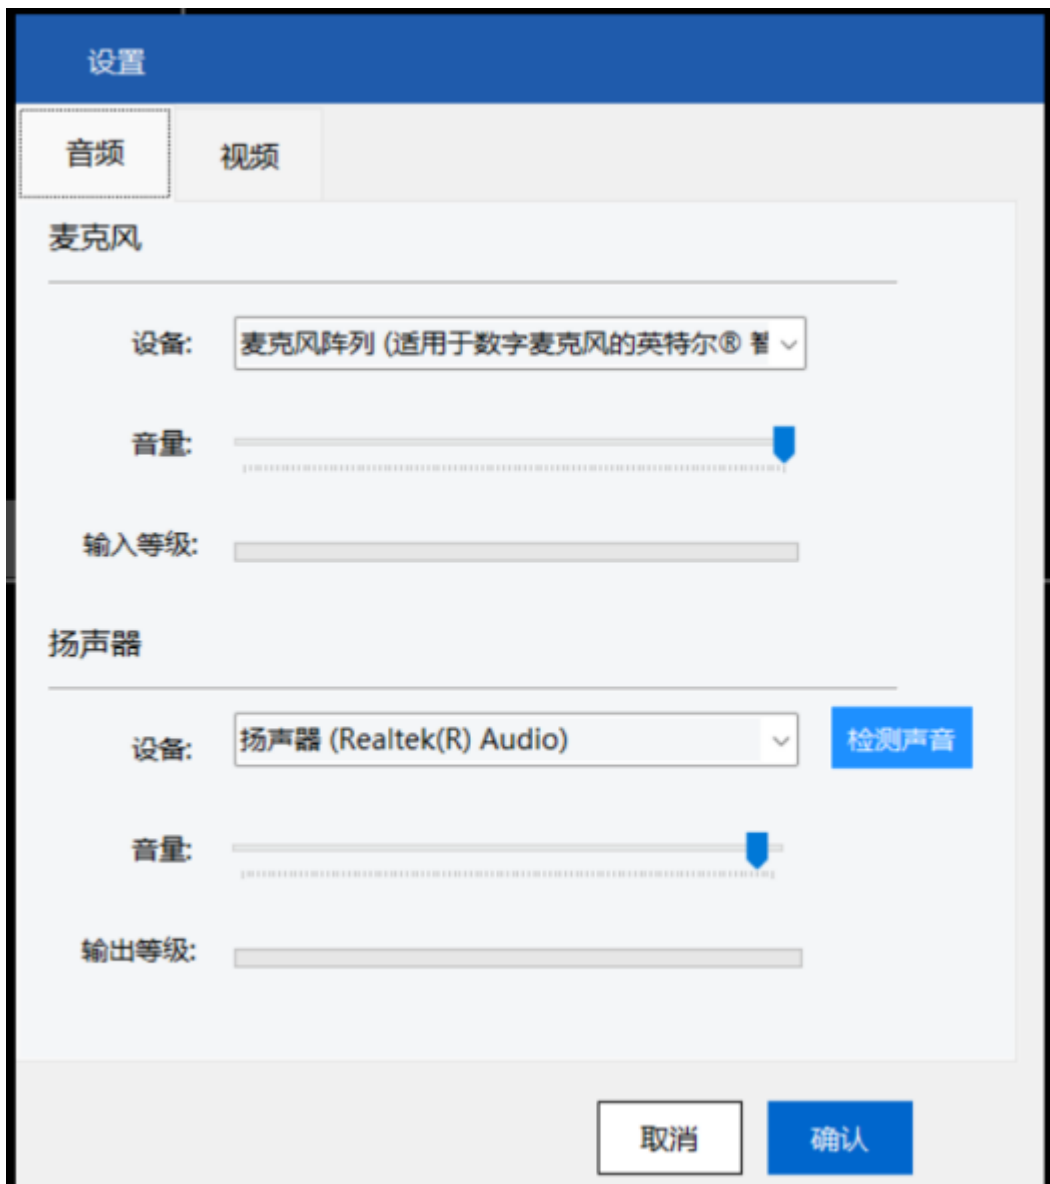 设置
音频
视频
麦克风
设备:
麦克风阵列 (适用于数字麦克风的英特尔®
音量:
输入等级:
扬声器
设备:
扬声器 (Realtek(R) Audio)
检测声音
音量:
输出等级:
取消
确认